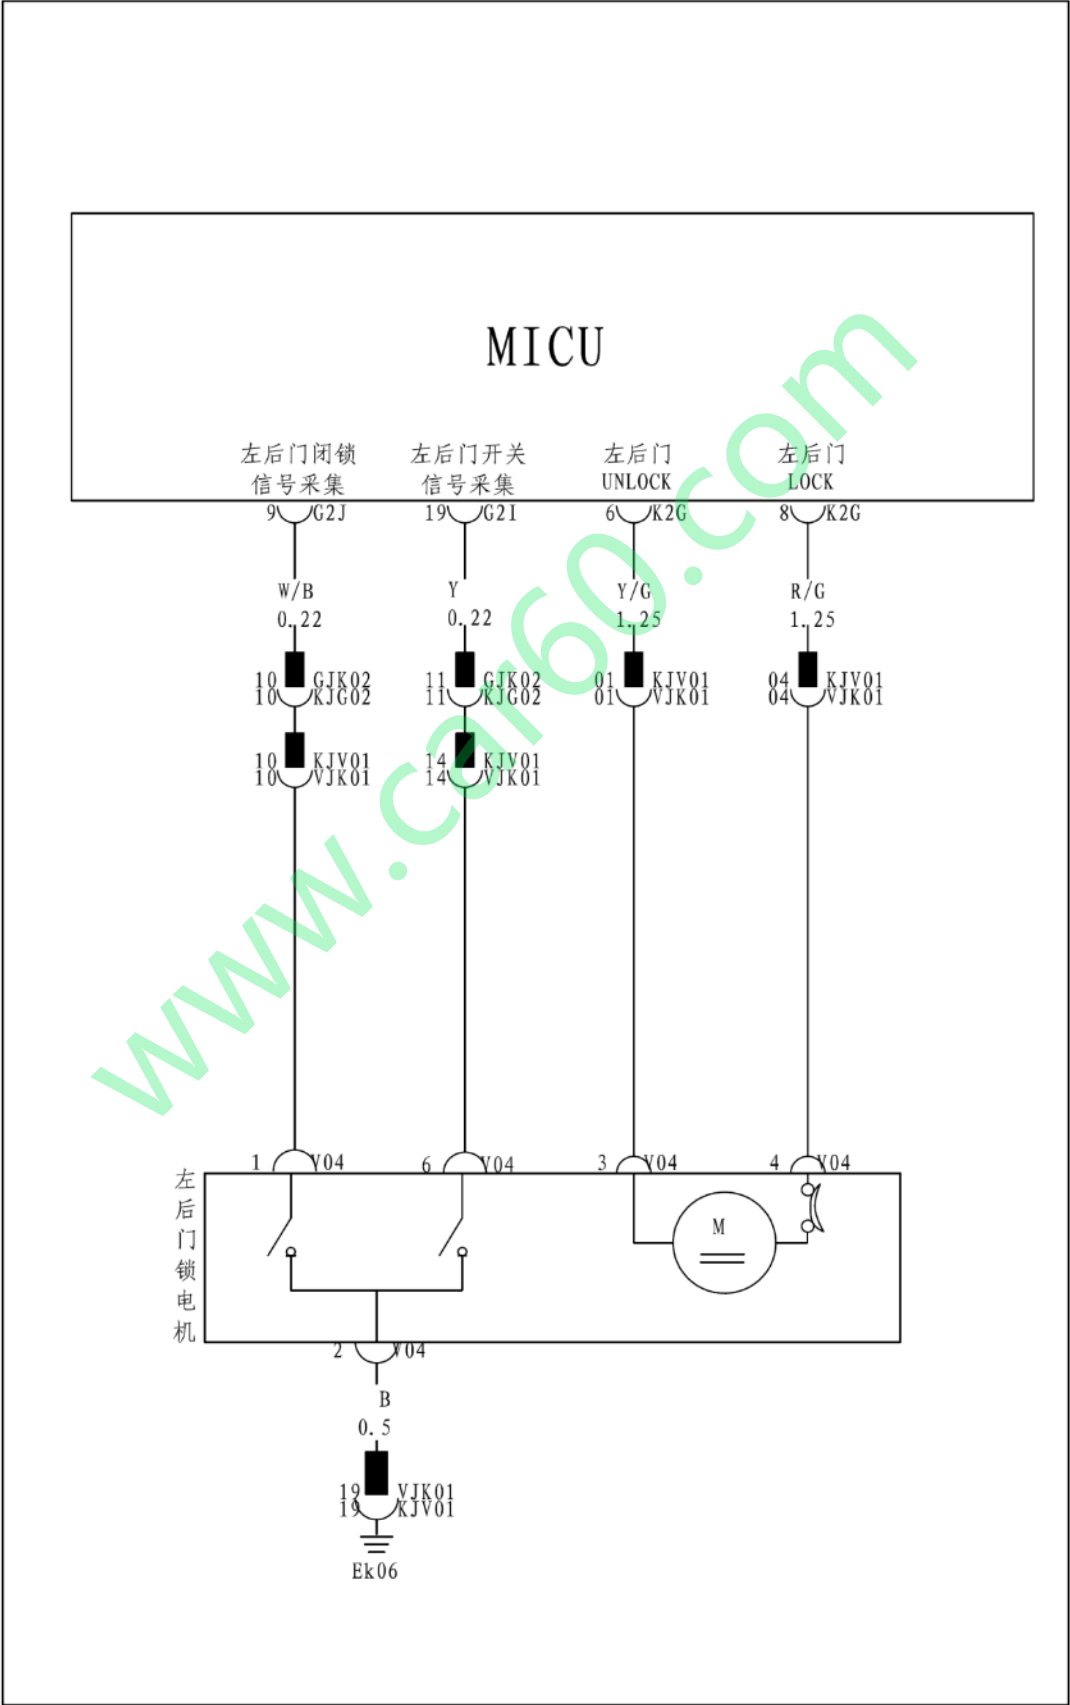 MICU
左后门闭锁 左后门开关 左后门 左后门
信号采集 信号采集 UNLOCK LOCK
9 G2J 19 G2I 6 K2G 8 K2G
W/B Y Y/G R/G
0.22 0.22 1.25 1.25
10 GJK02 11 GJK02 01 KJV01 04 KJV01
10 KJG02 11 KJG02 01 VJK01 04 VJK01
10 KJV01 14 KJV01
10 VJK01 14 VJK01
www.car60.com
1 V04 6 V04 3 V04 4 V04
左后门锁电机
M
2 V04
B
0.5
19 VJK01
19 KJV01
Ek06